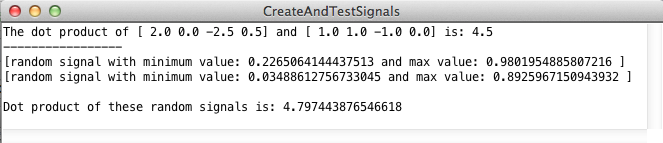 CreateAndTestSignals
The dot product of [ 2.0 0.0 -2.5 0.5] and [ 1.0 1.0 -1.0 0.0] is: 4.5
-----------------
[random signal with minimum value: 0.2265064144437513 and max value: 0.9801954885807216 ]
[random signal with minimum value: 0.03488612756733045 and max value: 0.8925967150943932 ]
Dot product of these random signals is: 4.797443876546618